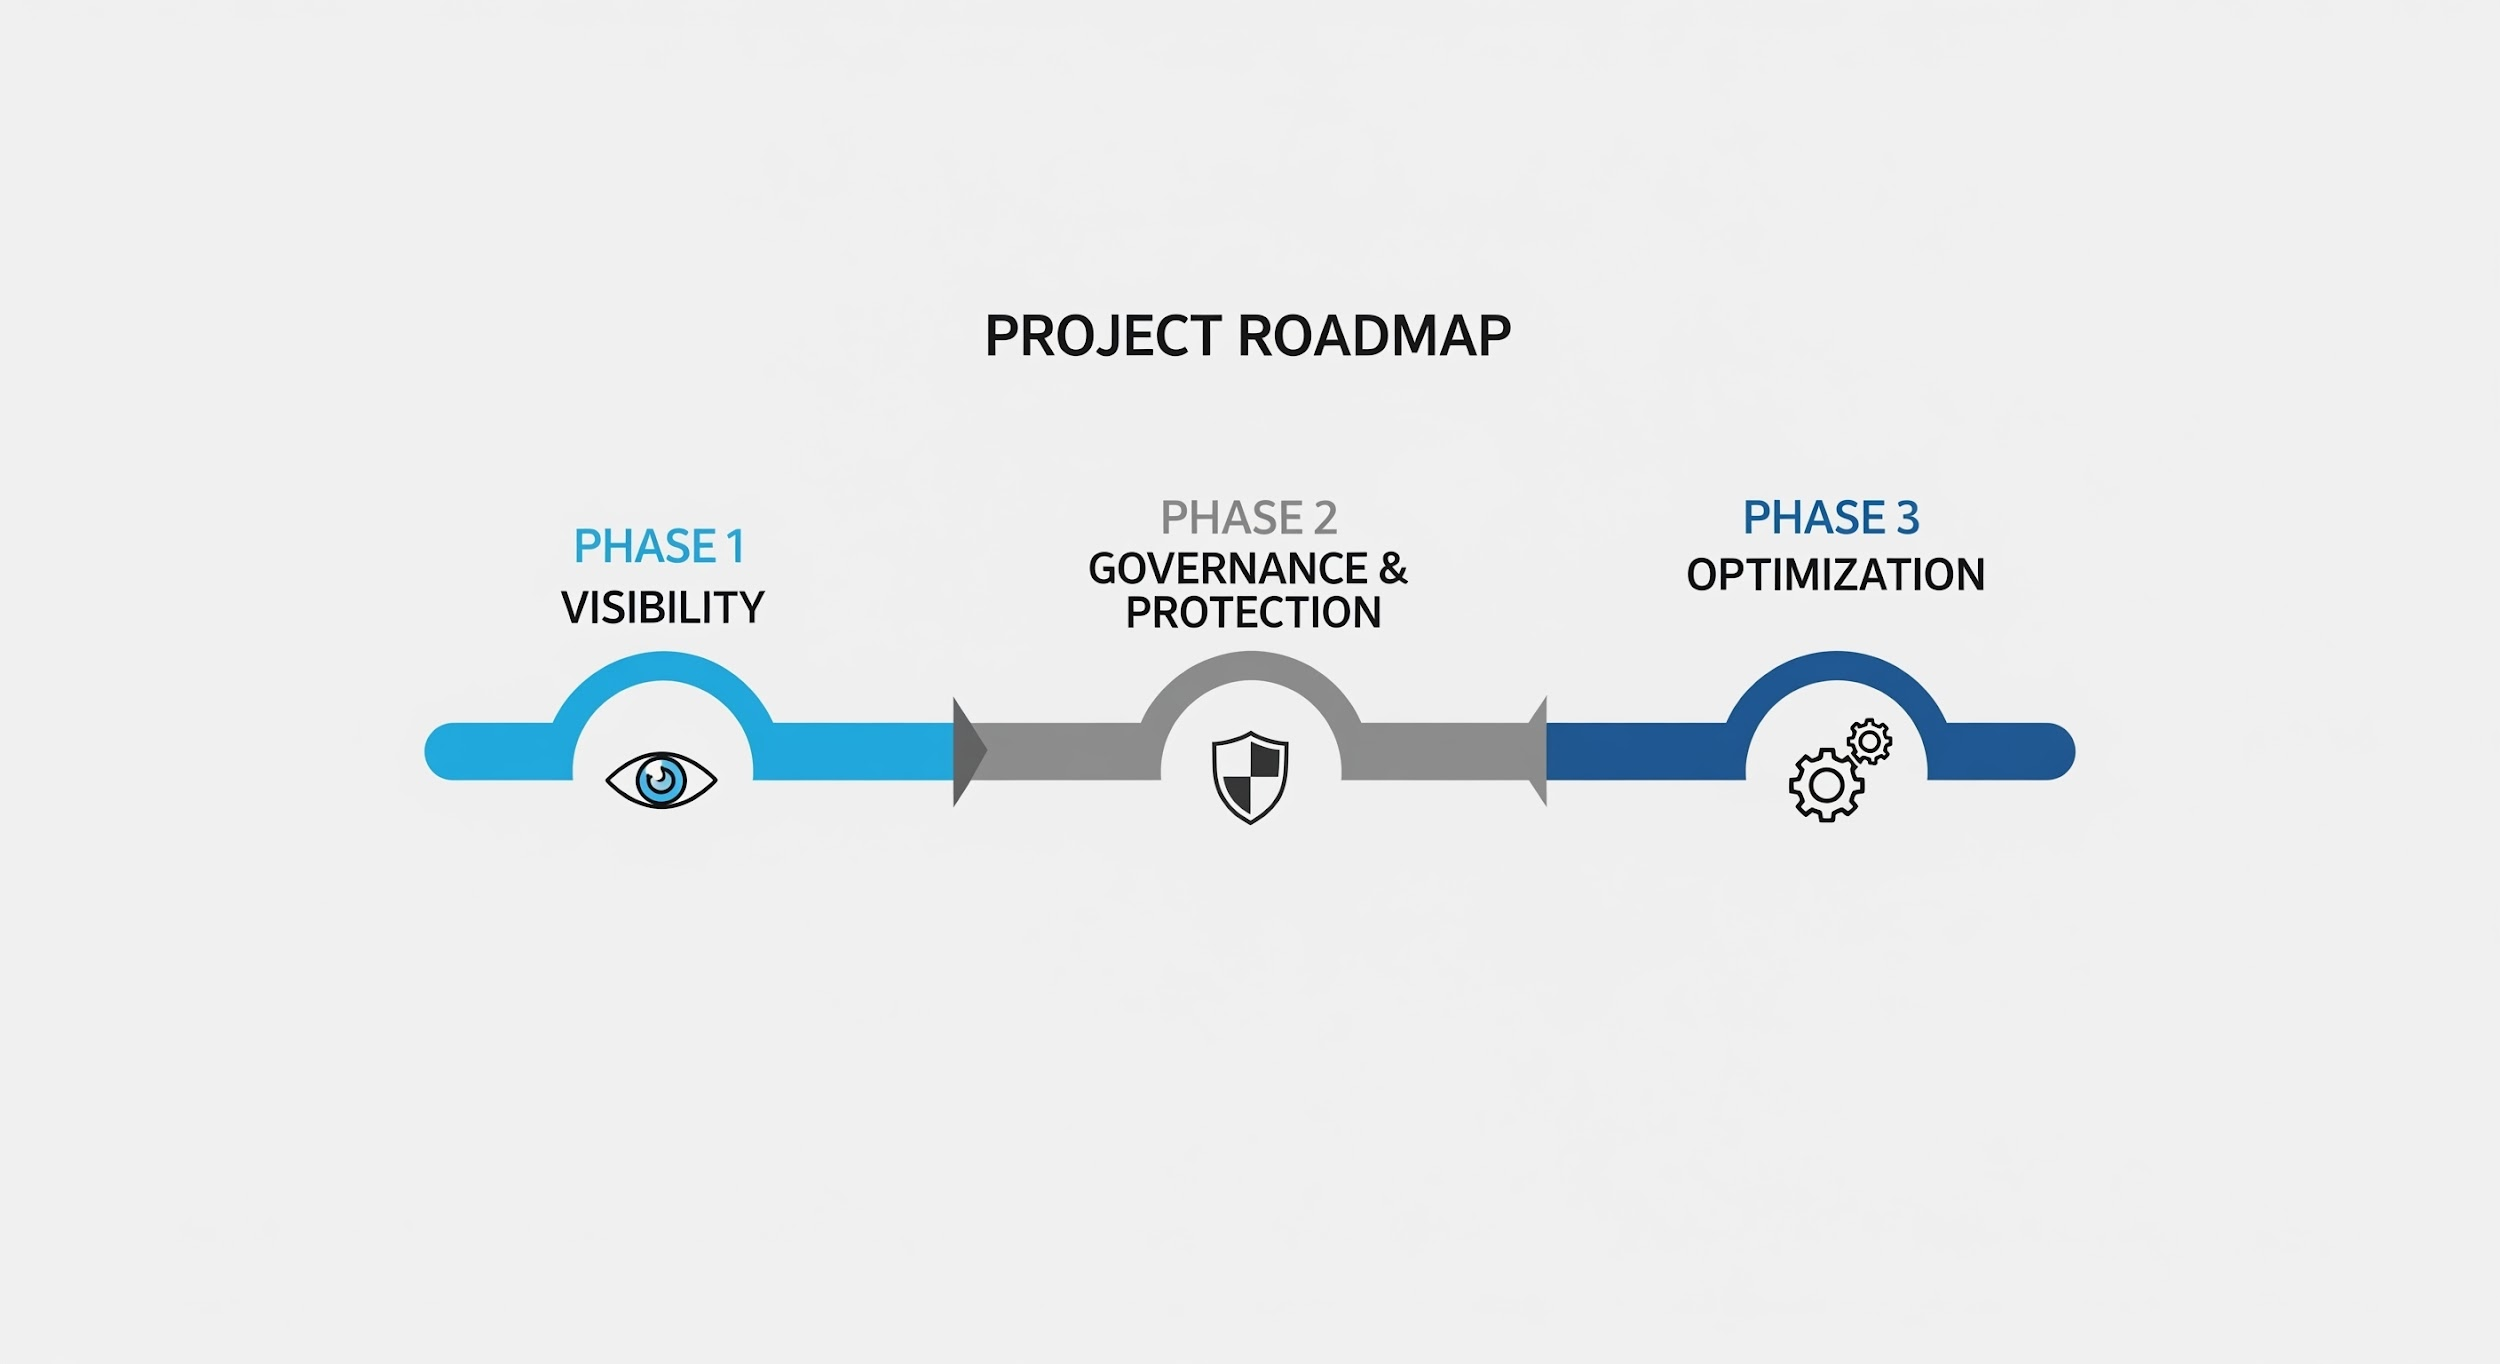 PROJECT ROADMAP
PHASE 1
VISIBILITY
PHASE 2
GOVERNANCE &
PROTECTION
PHASE 3
OPTIMIZATION